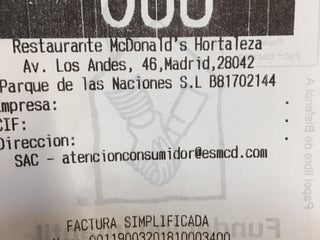 000
Restaurante McDonald's Hortaleza
Av. Los Andes, 46,Madrid,28042
Parque de las Naciones S.L B81702144
mpresa: .
CIF: .
Direccion: .
SAC - atencionconsumidor@esmcd.com
FACTURA SIMPLIFICADA